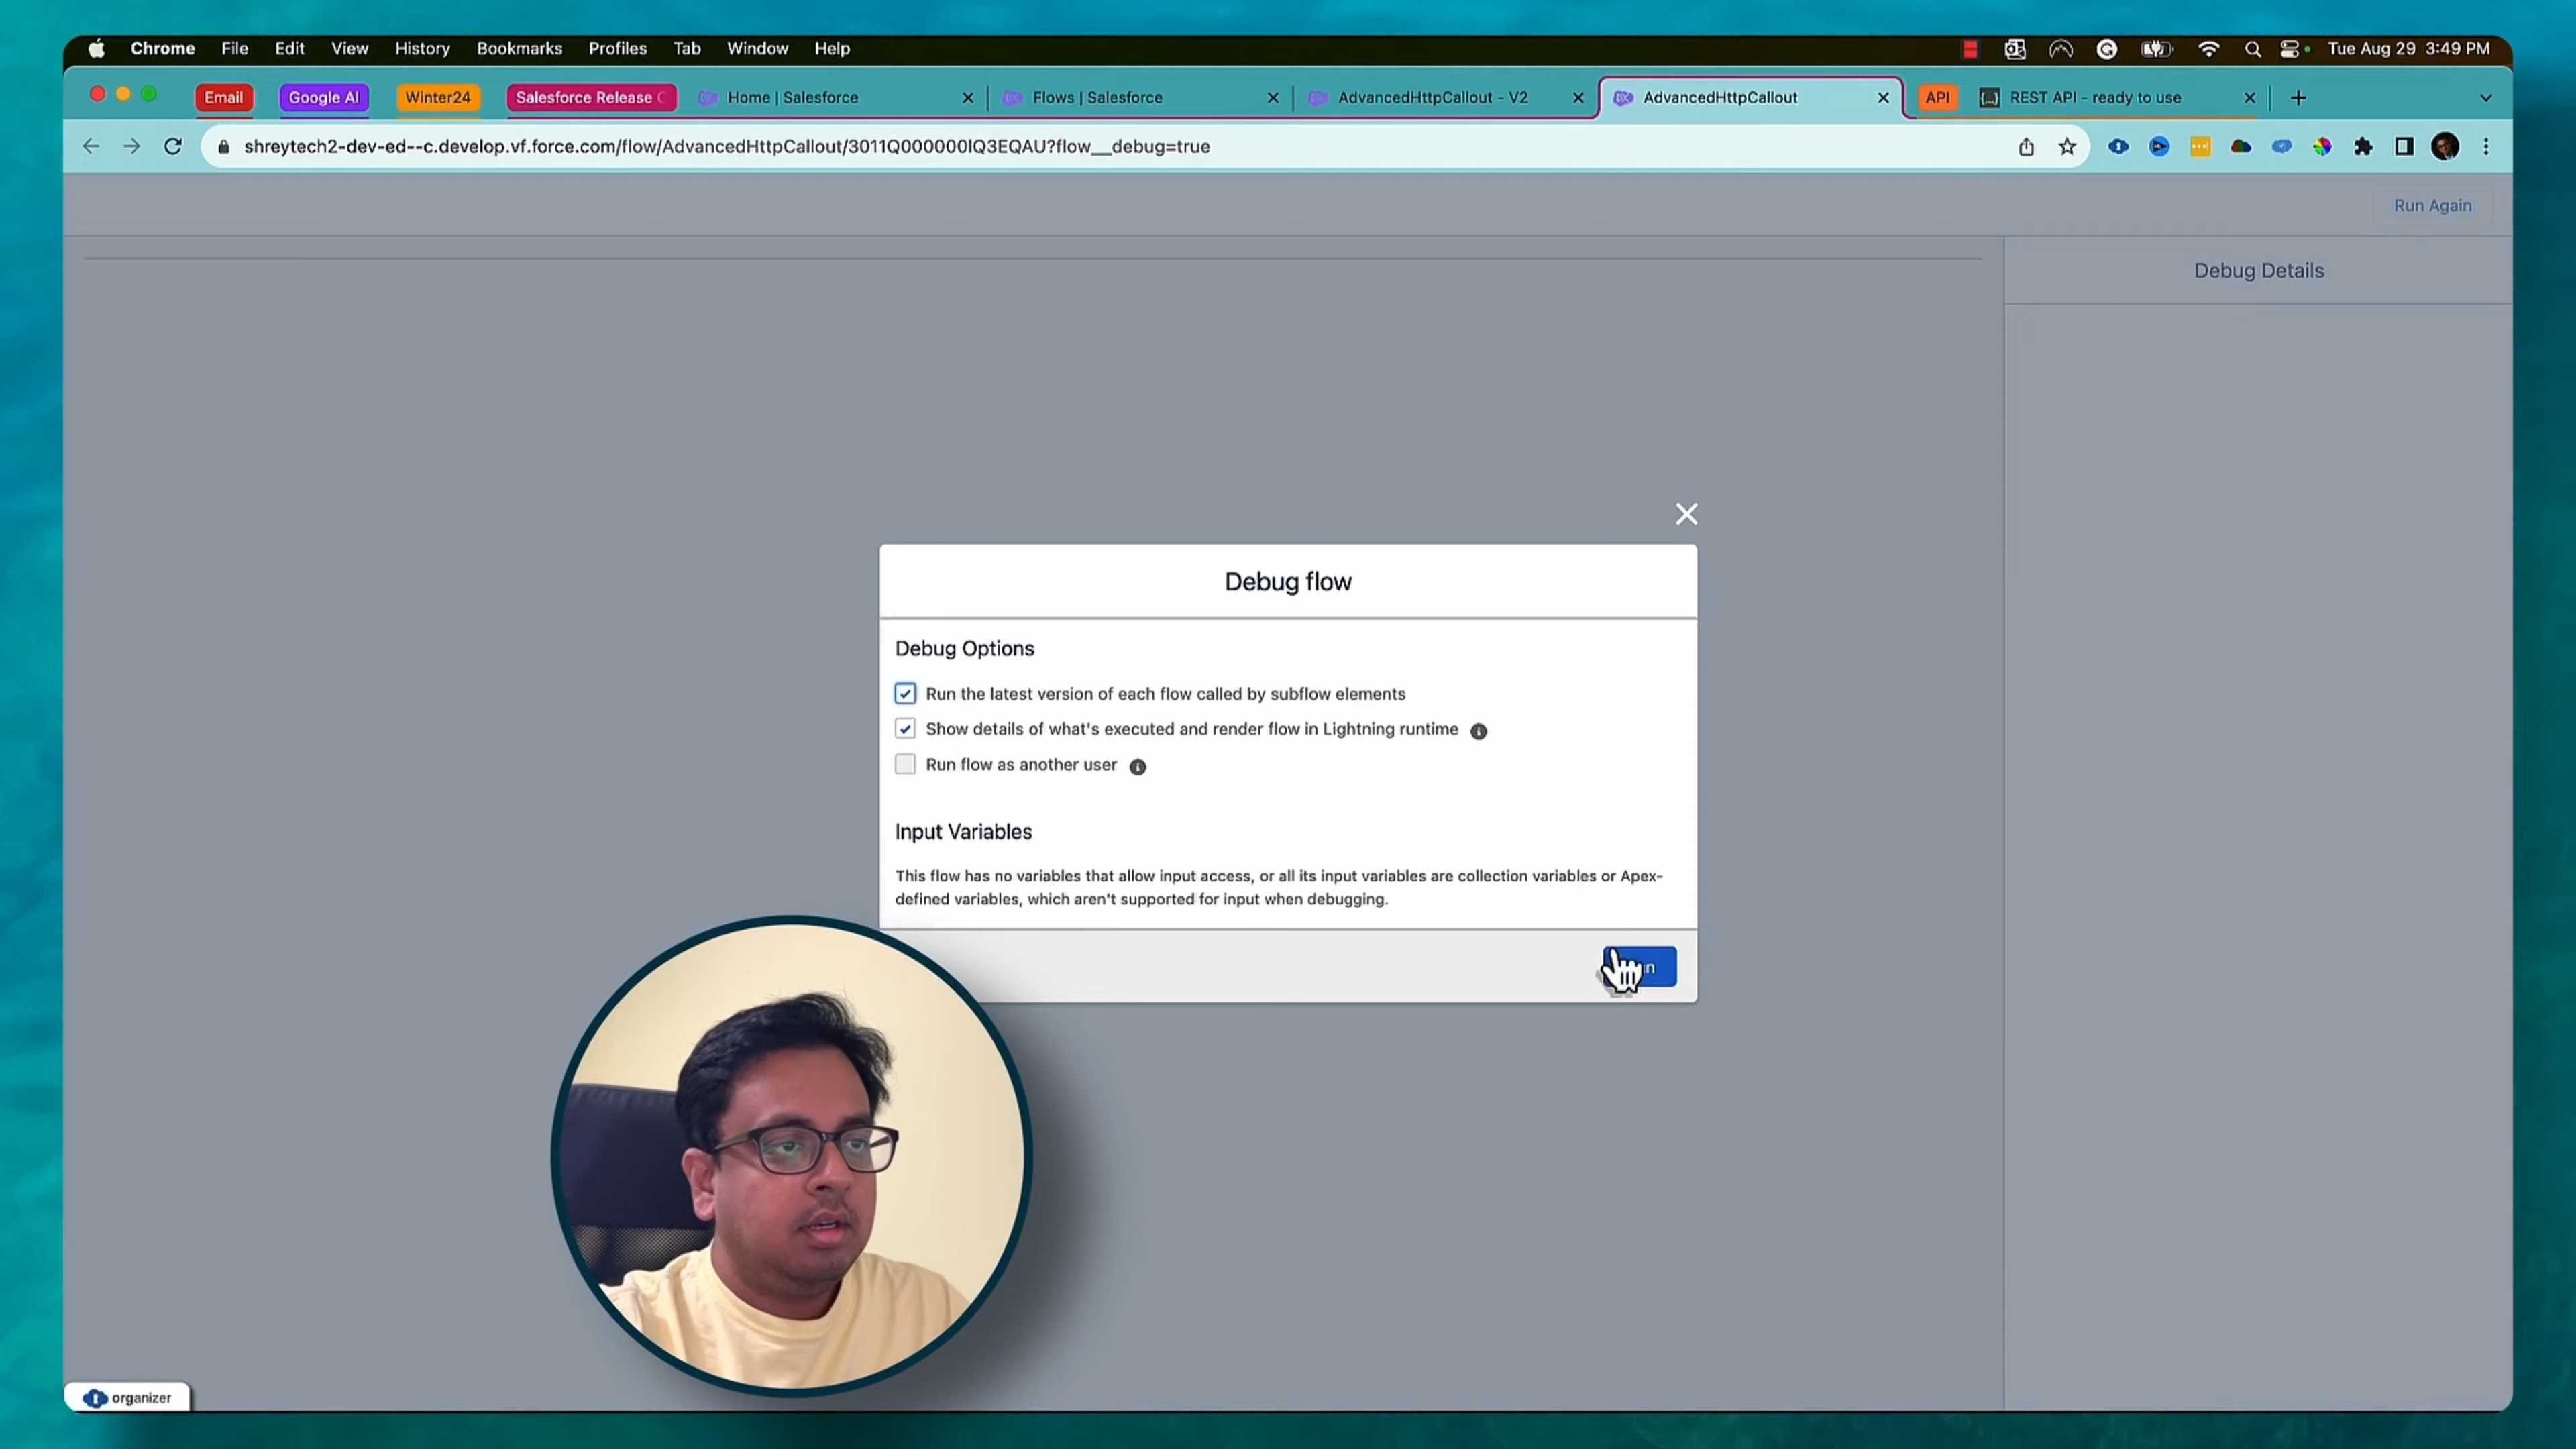 Chrome File Edit View History Bookmarks Profiles Tab Window Help Tue Aug 29 3:49 PM
Email Google AI Winter24 Salesforce Release Home | Salesforce Flows | Salesforce AdvancedHttpCallout - V2 AdvancedHttpCallout API REST API - ready to use
shreytech2-dev-ed--c.develop.vf.force.com/flow/AdvancedHttpCallout/3011Q000000IQ3EQAU?flow__debug=true
Run Again
Debug Details
Debug flow
Debug Options
Run the latest version of each flow called by subflow elements
Show details of what's executed and render flow in Lightning runtime
Run flow as another user
Input Variables
This flow has no variables that allow input access, or all its input variables are collection variables or Apex-
defined variables, which aren't supported for input when debugging.
organizer